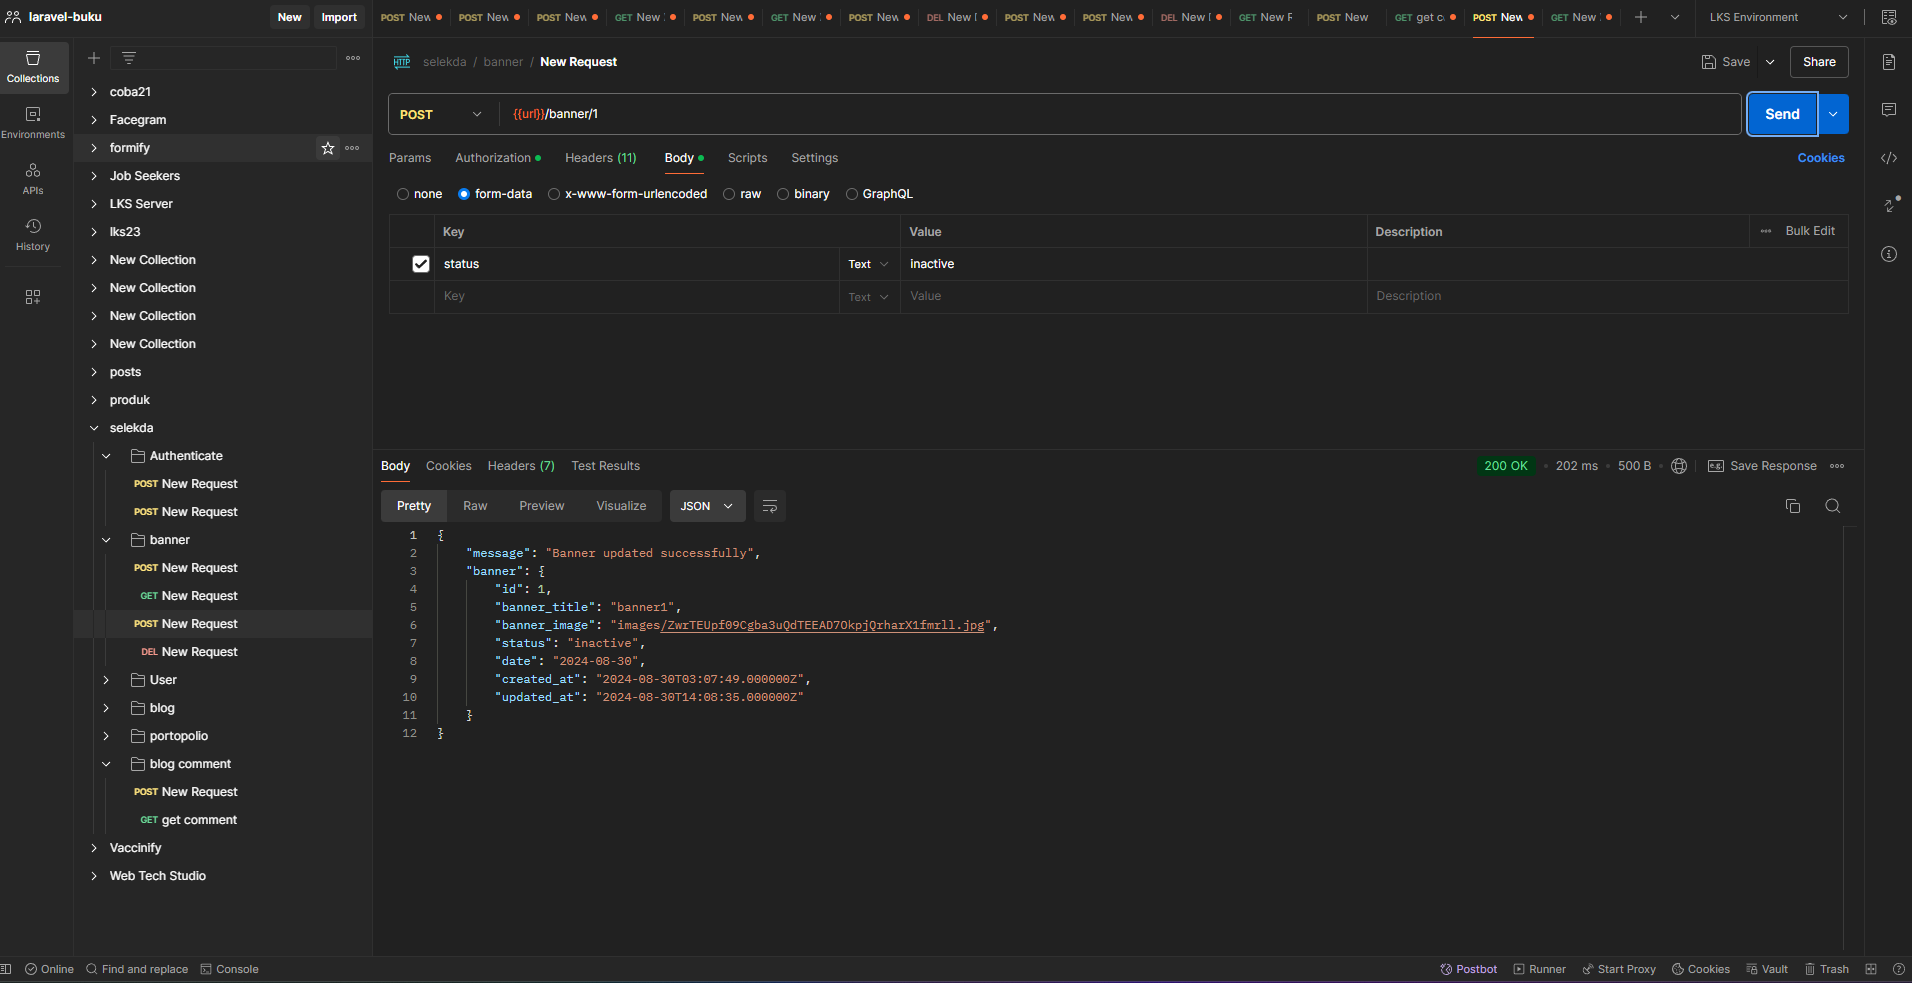 laravel-buku New Import
POST New POST New POST New GET New POST New GET New POST New DEL New POST New POST New DEL New GET New POST New GET get c POST New GET New LKS Environment
Collections
Environments
APIs
History
coba21
Facegram
formify
Job Seekers
LKS Server
lks23
New Collection
New Collection
New Collection
New Collection
posts
produk
selekda
Authenticate
POST New Request
POST New Request
banner
POST New Request
GET New Request
POST New Request
DEL New Request
User
blog
portopolio
blog comment
POST New Request
GET get comment
Vaccinify
Web Tech Studio
HTTP selekda / banner / New Request Save Share
POST {{url}}/banner/1 Send
Params Authorization Headers (11) Body Scripts Settings Cookies
none form-data x-www-form-urlencoded raw binary GraphQL
Key Value Description Bulk Edit
status Text inactive
Key Text Value Description
Body Cookies Headers (7) Test Results 200 OK 202 ms 500 B e.g. Save Response
Pretty Raw Preview Visualize JSON
1 {
2 "message": "Banner updated successfully",
3 "banner": {
4 "id": 1,
5 "banner_title": "banner1",
6 "banner_image": "images/ZwrTEUpf09Cgba3uQdTEEAD7OkpjQrharX1fmrll.jpg",
7 "status": "inactive",
8 "date": "2024-08-30",
9 "created_at": "2024-08-30T03:07:49.000000Z",
10 "updated_at": "2024-08-30T14:08:35.000000Z"
11 }
12 }
Online Find and replace Console Postbot Runner Start Proxy Cookies Vault Trash